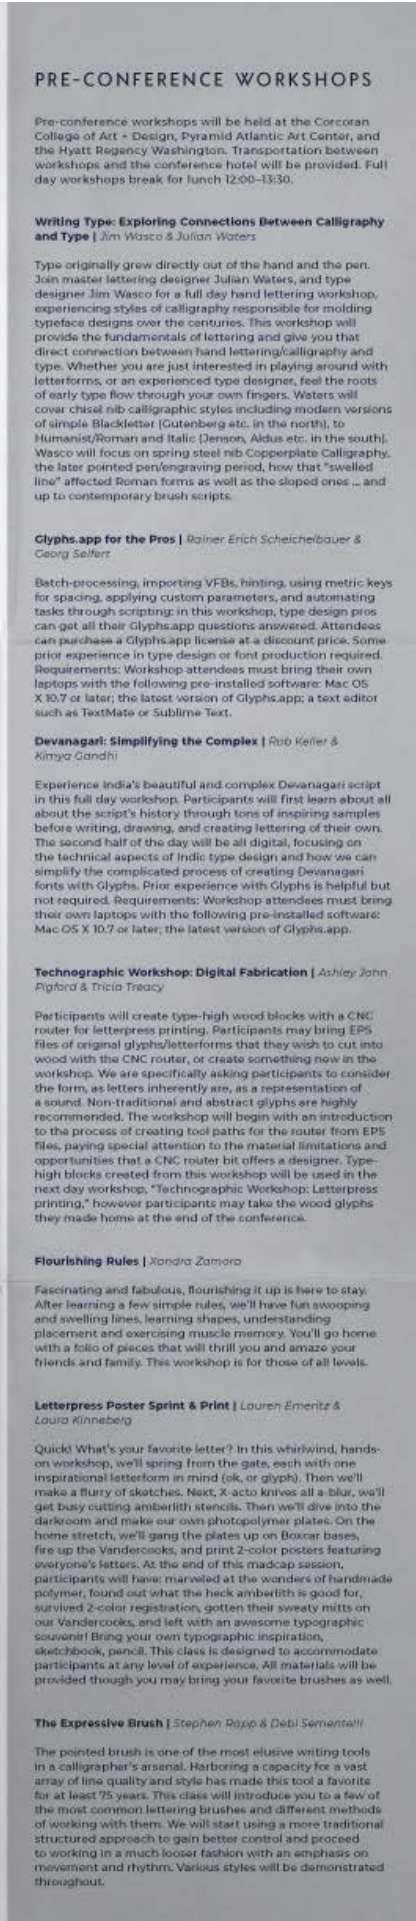 PRE-CONFERENCE WORKSHOPS
Pre-conference workshops will be held at the Corcoran
College of Art + Design, Pyramid Atlantic Art Center, and
the Hyatt Regency Washington. Transportation between
workshops and the conference hotel will be provided. Full
day workshops break for lunch 12:00–13:30.
Writing Type: Exploring Connections Between Calligraphy
and Type | Jim Wasco & Julian Waters
Type originally grew directly out of the hand and the pen.
Join master lettering designer Julian Waters, and type
designer Jim Wasco for a full day hand lettering workshop,
experiencing styles of calligraphy responsible for molding
typeface designs over the centuries. This workshop will
provide the fundamentals of lettering and give you that
direct connection between hand lettering/calligraphy and
type. Whether you are just interested in playing around with
letterforms, or an experienced type designer, feel the roots
of early type flow through your own fingers. Waters will
cover chisel nib calligraphic styles including modern versions
of simple Blackletter (Gutenberg etc. in the north), to
Humanist/Roman and Italic (Jenson, Aldus etc. in the south).
Wasco will focus on spring steel nib Copperplate Calligraphy,
the later pointed pen/engraving period, how that "swelled
line" affected Roman forms as well as the sloped ones ... and
up to contemporary brush scripts.
Glyphs.app for the Pros | Rainer Erich Scheichelbauer &
Georg Seifert
Batch-processing, importing VFBs, hinting, using metric keys
for spacing, applying custom parameters, and automating
tasks through scripting: in this workshop, type design pros
can get all their Glyphs.app questions answered. Attendees
can purchase a Glyphs.app license at a discount price. Some
prior experience in type design or font production required.
Requirements: Workshop attendees must bring their own
laptops with the following pre-installed software: Mac OS
X 10.7 or later; the latest version of Glyphs.app; a text editor
such as TextMate or Sublime Text.
Devanagari: Simplifying the Complex | Rob Keller &
Kimya Gandhi
Experience India's beautiful and complex Devanagari script
in this full day workshop. Participants will first learn about all
about the script's history through tons of inspiring samples
before writing, drawing, and creating lettering of their own.
The second half of the day will be all digital, focusing on
the technical aspects of Indic type design and how we can
simplify the complicated process of creating Devanagari
fonts with Glyphs. Prior experience with Glyphs is helpful but
not required. Requirements: Workshop attendees must bring
their own laptops with the following pre-installed software:
Mac OS X 10.7 or later; the latest version of Glyphs.app.
Technographic Workshop: Digital Fabrication | Ashley John
Pigford & Tricia Treacy
Participants will create type-high wood blocks with a CNC
router for letterpress printing. Participants may bring EPS
files of original glyphs/letterforms that they wish to cut into
wood with the CNC router, or create something new in the
workshop. We are specifically asking participants to consider
the form, as letters inherently are, as a representation of
a sound. Non-traditional and abstract glyphs are highly
recommended. The workshop will begin with an introduction
to the process of creating tool paths for the router from EPS
files, paying special attention to the material limitations and
opportunities that a CNC router bit offers a designer. Type-
high blocks created from this workshop will be used in the
next day workshop, "Technographic Workshop: Letterpress
printing," however participants may take the wood glyphs
they made home at the end of the conference.
Flourishing Rules | Xandra Zamora
Fascinating and fabulous, flourishing it up is here to stay.
After learning a few simple rules, we'll have fun swooping
and swelling lines, learning shapes, understanding
placement and exercising muscle memory. You'll go home
with a folio of pieces that will thrill you and amaze your
friends and family. This workshop is for those of all levels.
Letterpress Poster Sprint & Print | Lauren Emeritz &
Laura Kinneberg
Quick! What's your favorite letter? In this whirlwind, hands-
on workshop, we'll spring from the gate, each with one
inspirational letterform in mind (ok, or glyph). Then we'll
make a flurry of sketches. Next, X-acto knives all a-blur, we'll
get busy cutting amberlith stencils. Then we'll dive into the
darkroom and make our own photopolymer plates. On the
home stretch, we'll gang the plates up on Boxcar bases,
fire up the Vandercooks, and print 2-color posters featuring
everyone's letters. At the end of this madcap session,
participants will have: marveled at the wonders of handmade
polymer, found out what the heck amberlith is good for,
survived 2-color registration, gotten their sweaty mitts on
our Vandercooks, and left with an awesome typographic
souvenir! Bring your own typographic inspiration,
sketchbook, pencil. This class is designed to accommodate
participants at any level of experience. All materials will be
provided though you may bring your favorite brushes as well.
The Expressive Brush | Stephen Rapp & Debi Sementelli
The pointed brush is one of the most elusive writing tools
in a calligrapher's arsenal. Harboring a capacity for a vast
array of line quality and style has made this tool a favorite
for at least 75 years. This class will introduce you to a few of
the most common lettering brushes and different methods
of working with them. We will start using a more traditional
structured approach to gain better control and proceed
to working in a much looser fashion with an emphasis on
movement and rhythm. Various styles will be demonstrated
throughout.